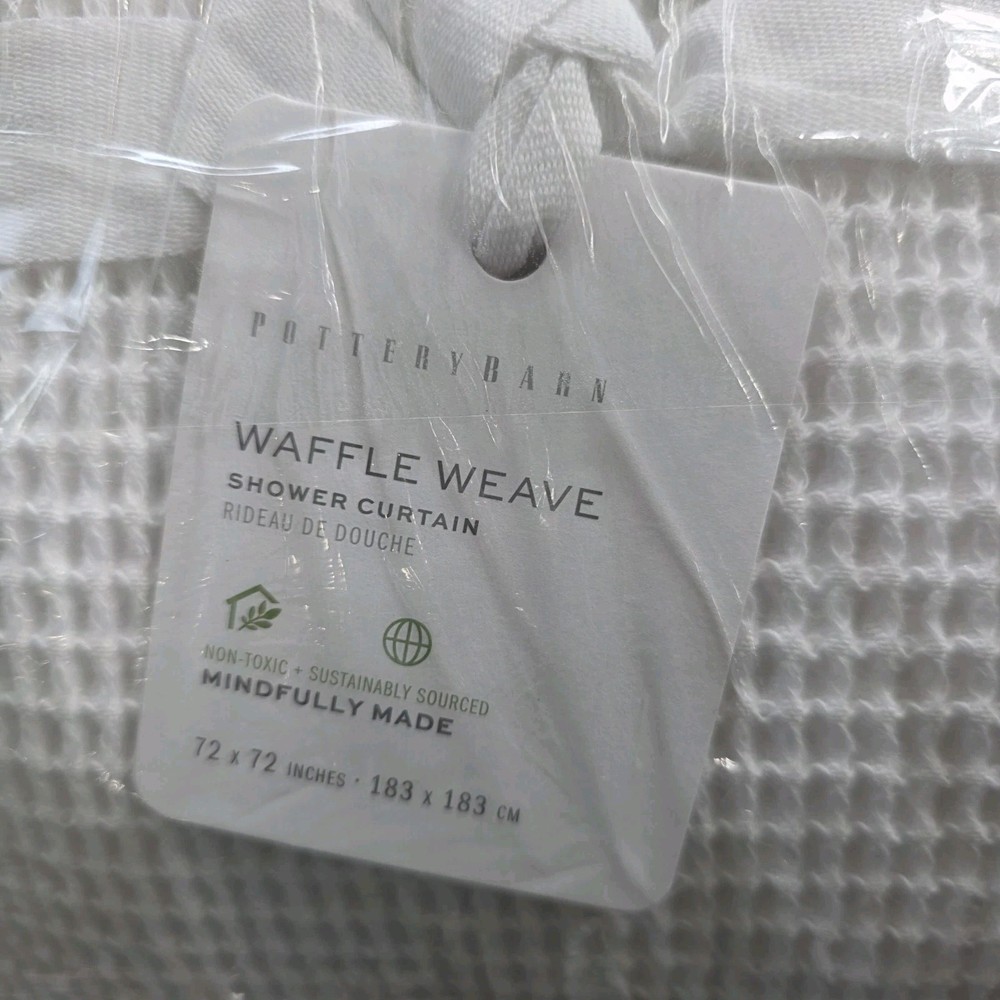 POTTERYBARN
WAFFLE WEAVE
SHOWER CURTAIN
RIDEAU DE DOUCHE
NON-TOXIC + SUSTAINABLY SOURCED
MINDFULLY MADE
72 x 72 INCHES · 183 x 183 CM